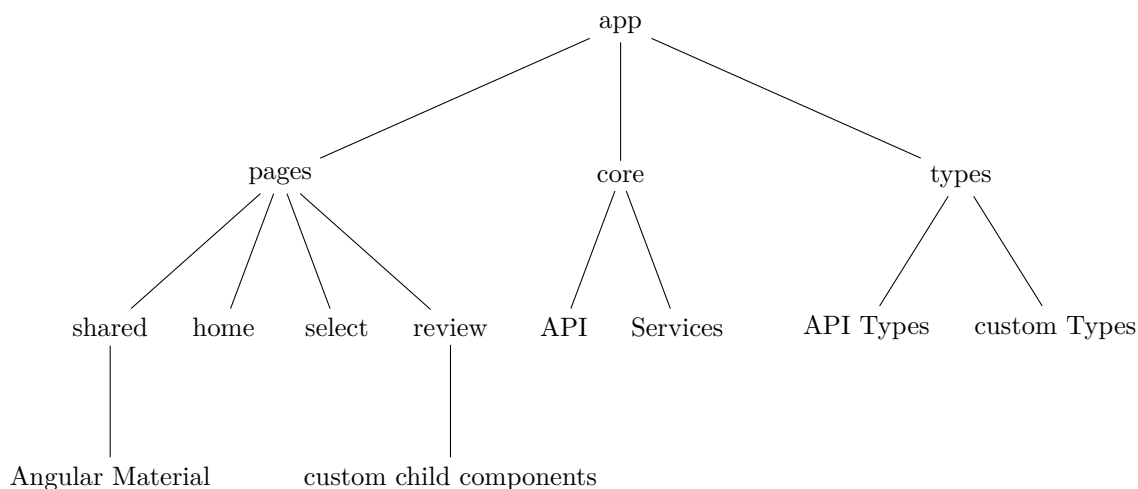 app
pages core types
shared home select review API Services API Types custom Types
Angular Material custom child components